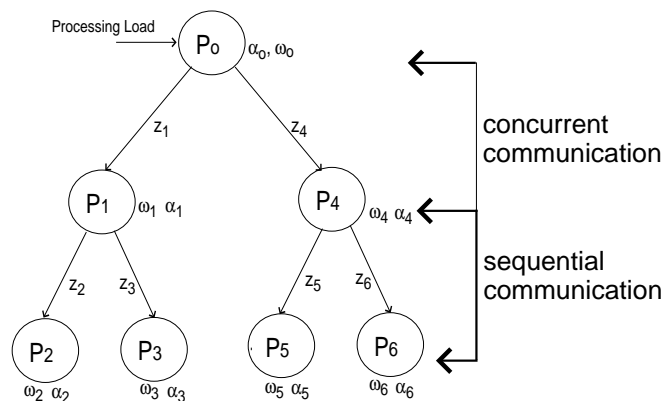 Processing Load
P₀
α₀, ω₀
z₁
z₄
concurrent
communication
P₁
ω₁ α₁
P₄
ω₄ α₄
z₂
z₃
z₅
z₆
sequential
communication
P₂
P₃
P₅
P₆
ω₂ α₂
ω₃ α₃
ω₅ α₅
ω₆ α₆